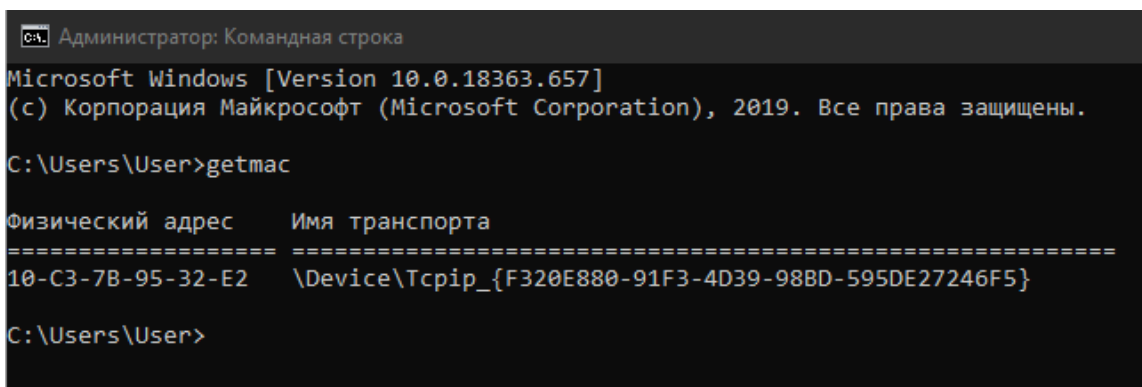 Администратор: Командная строка
Microsoft Windows [Version 10.0.18363.657]
(c) Корпорация Майкрософт (Microsoft Corporation), 2019. Все права защищены.
C:\Users\User>getmac
Физический адрес    Имя транспорта
=================== ==========================================================
10-C3-7B-95-32-E2   \Device\Tcpip_{F320E880-91F3-4D39-98BD-595DE27246F5}
C:\Users\User>